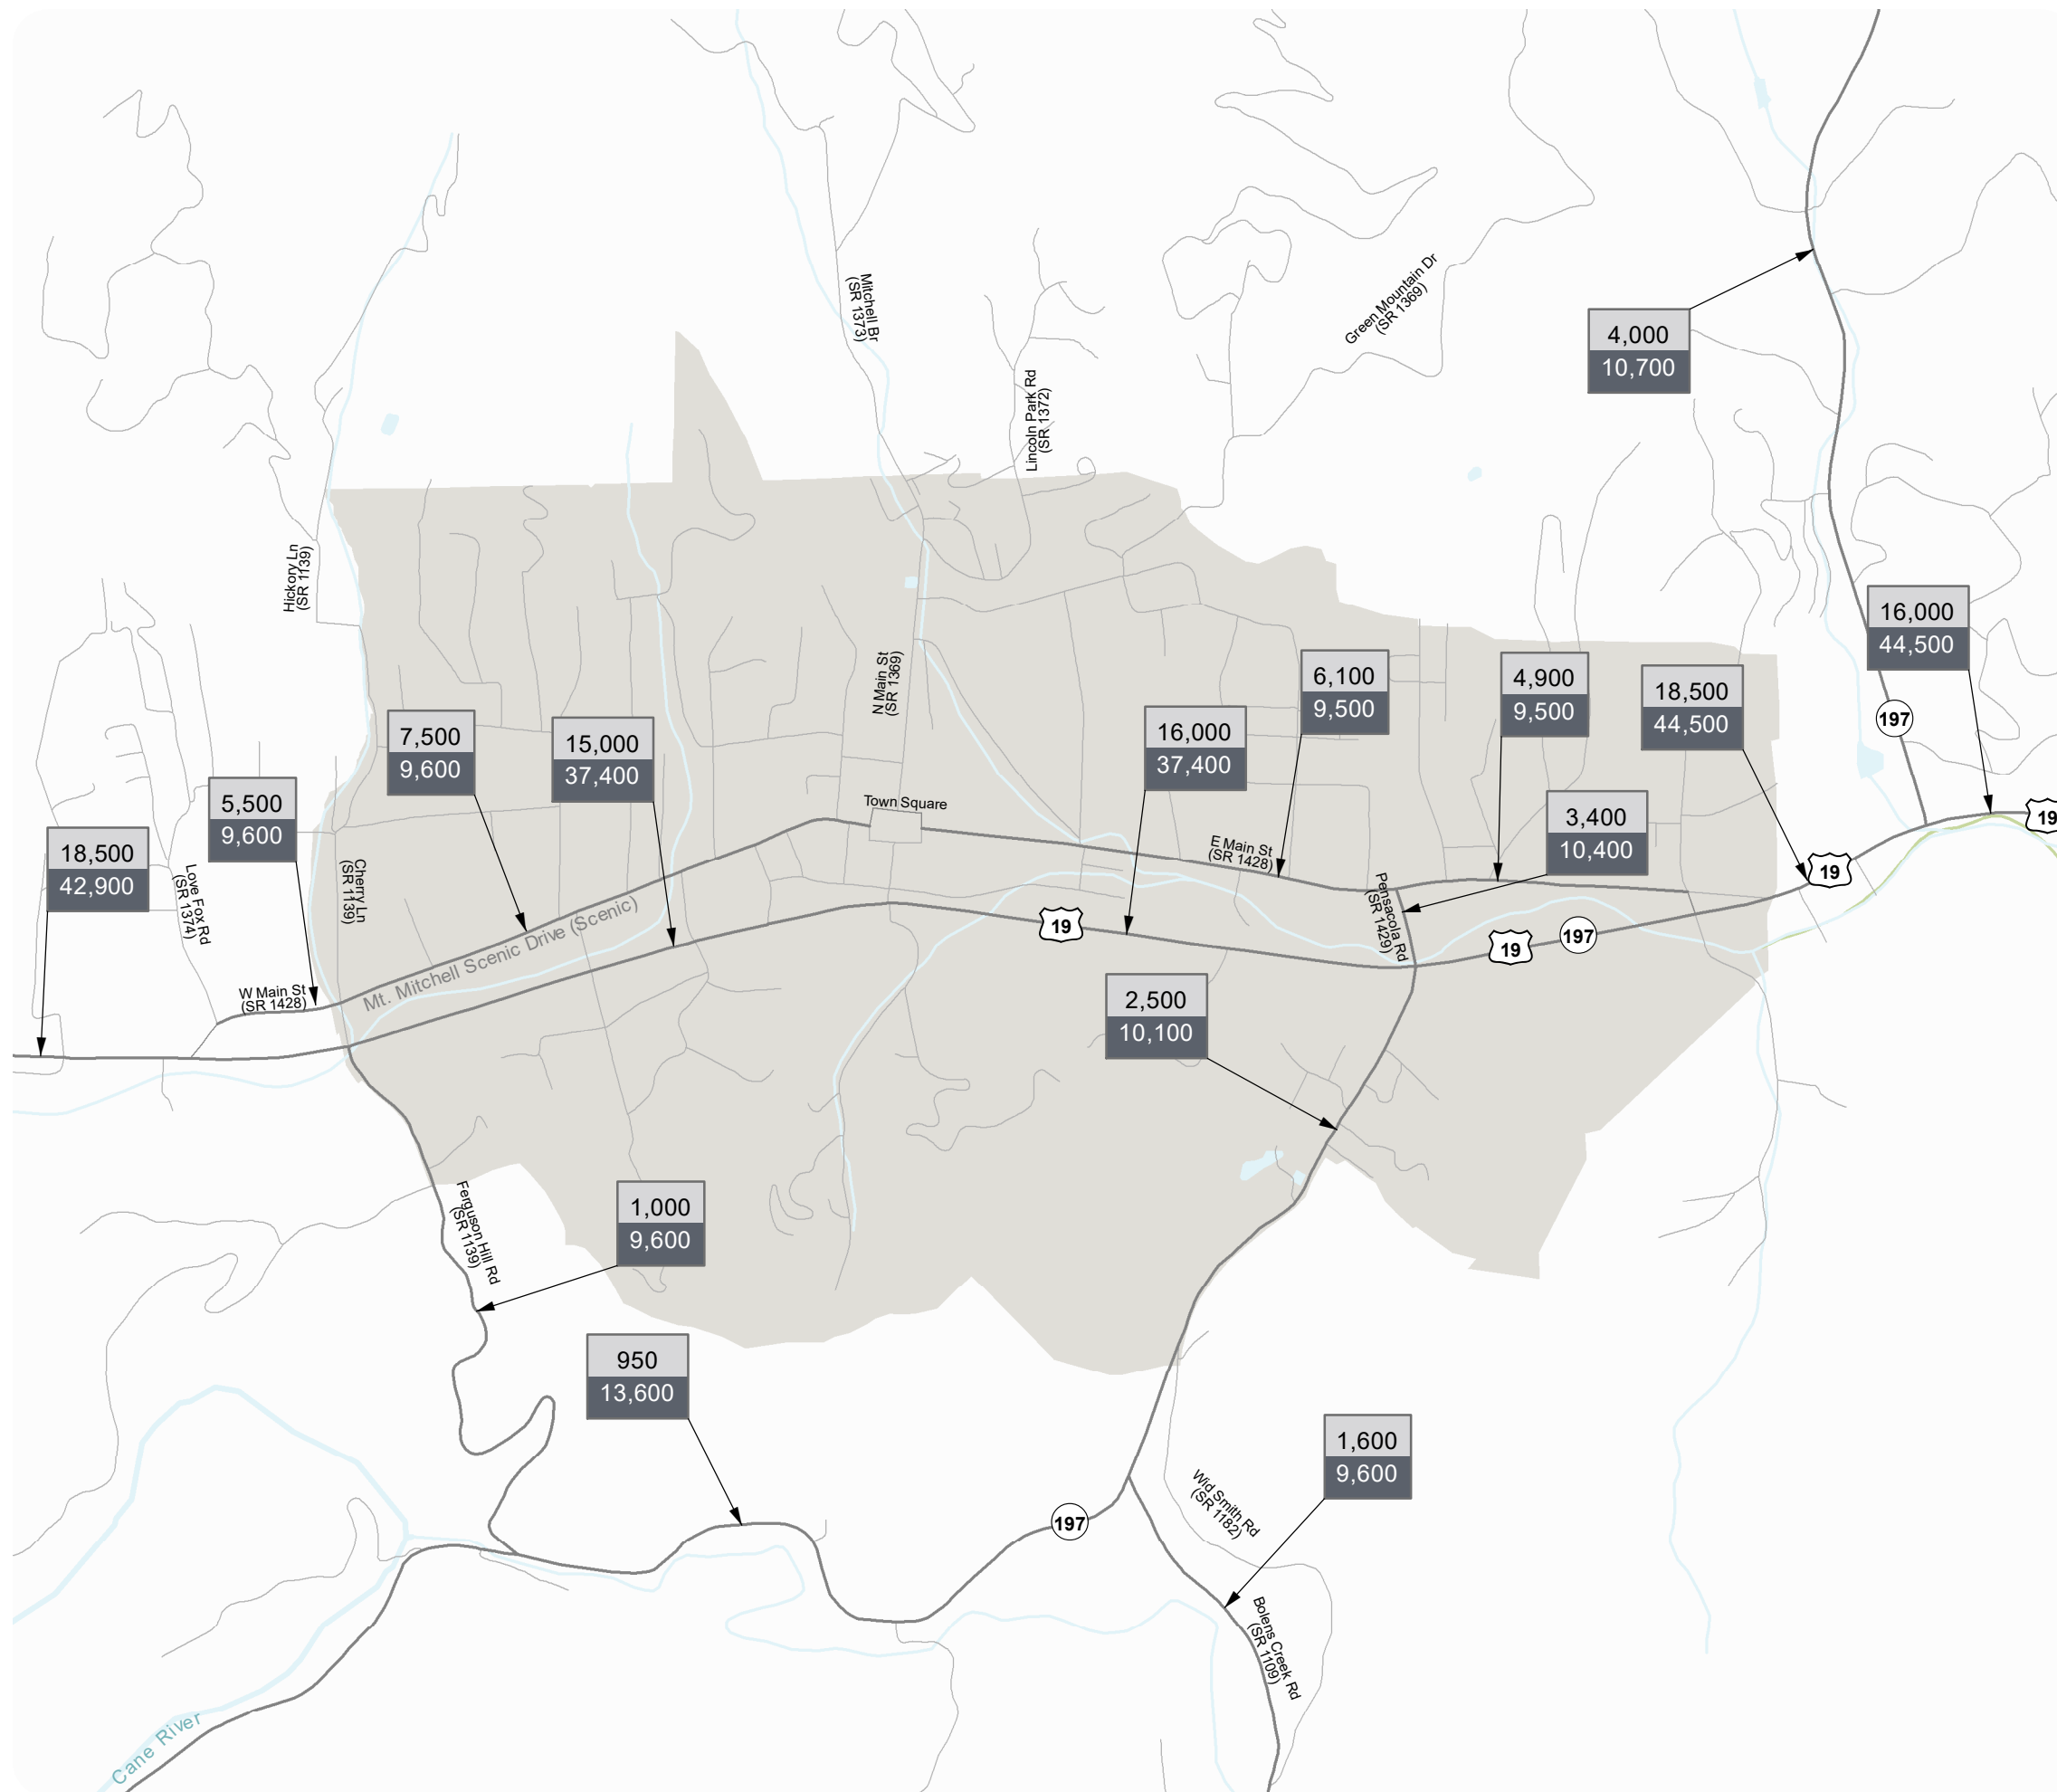 Mitchell Br
(SR 1373)
Green Mountain Dr
(SR 1369)
4,000
10,700
Lincoln Park Rd
(SR 1372)
Hickory Ln
(SR 1139)
16,000
44,500
N Main St
(SR 1369)
6,100
9,500
4,900
9,500
18,500
44,500
197
7,500
9,600
15,000
37,400
16,000
37,400
5,500
9,600
Town Square
3,400
10,400
19
18,500
42,900
Love Fox Rd
(SR 1374)
Cherry Ln
(SR 1139)
E Main St
(SR 1428)
19
Pensacola Rd
(SR 1429)
Mt. Mitchell Scenic Drive (Scenic)
19
19
197
W Main St
(SR 1428)
2,500
10,100
Ferguson Hill Rd
(SR 1139)
1,000
9,600
950
13,600
1,600
9,600
Wid Smith Rd
(SR 1182)
197
Bolens Creek Rd
(SR 1109)
Cane River